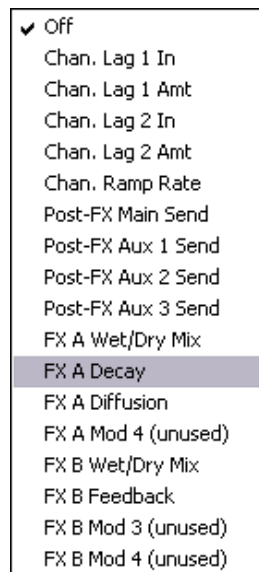 Off
Chan. Lag 1 In
Chan. Lag 1 Amt
Chan. Lag 2 In
Chan. Lag 2 Amt
Chan. Ramp Rate
Post-FX Main Send
Post-FX Aux 1 Send
Post-FX Aux 2 Send
Post-FX Aux 3 Send
FX A Wet/Dry Mix
FX A Decay
FX A Diffusion
FX A Mod 4 (unused)
FX B Wet/Dry Mix
FX B Feedback
FX B Mod 3 (unused)
FX B Mod 4 (unused)